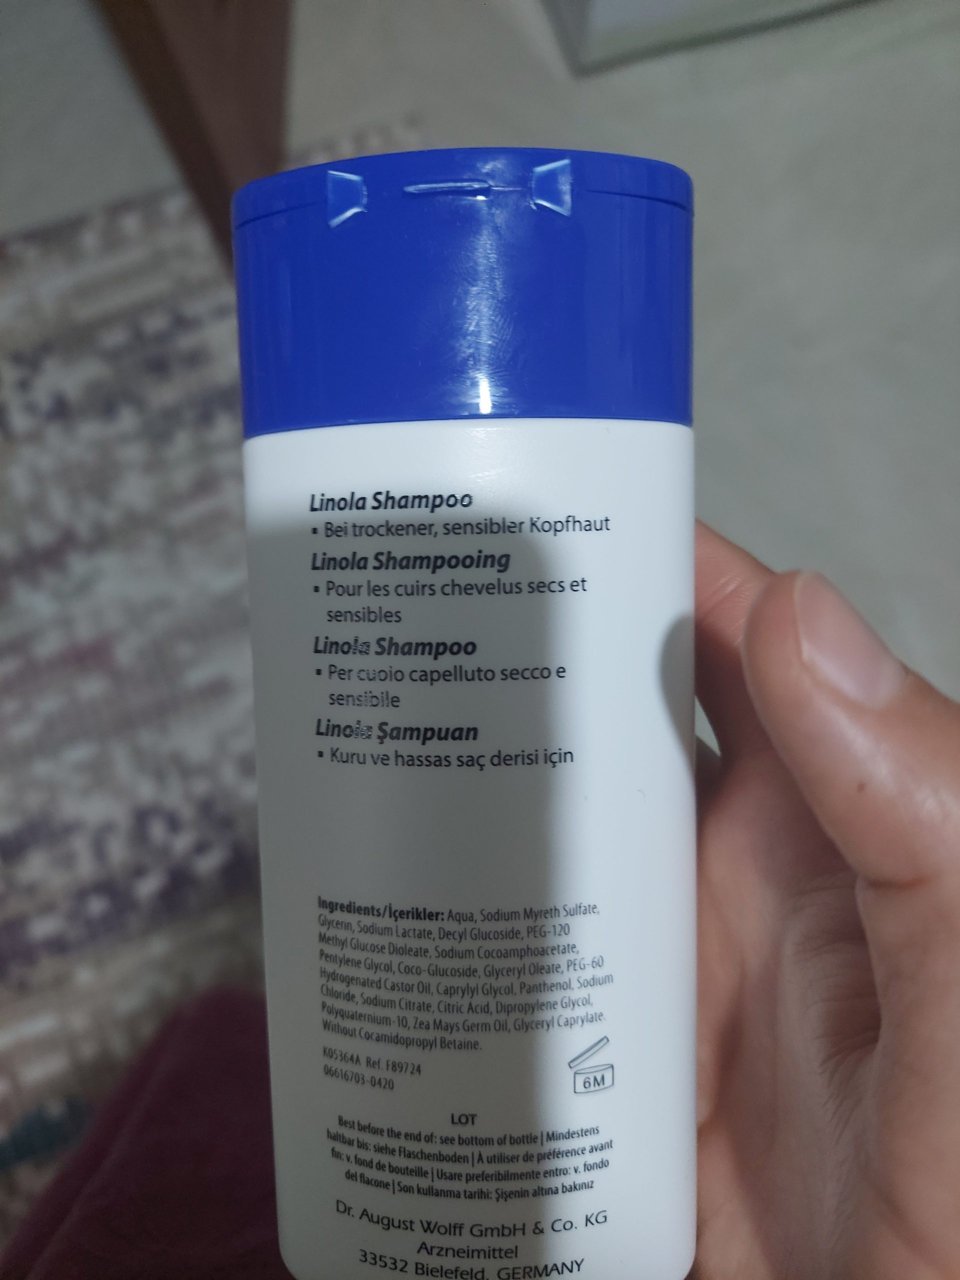 Linola Shampoo
▪ Bei trockener, sensibler Kopfhaut
Linola Shampooing
▪ Pour les cuirs chevelus secs et
sensibles
Linola Shampoo
▪ Per cuoio capelluto secco e
sensibile
Linola Şampuan
▪ Kuru ve hassas saç derisi için
Ingredients/İçerikler: Aqua, Sodium Myreth Sulfate,
Glycerin, Sodium Lactate, Decyl Glucoside, PEG-120
Methyl Glucose Dioleate, Sodium Cocoamphoacetate,
Pentylene Glycol, Coco-Glucoside, Glyceryl Oleate, PEG-60
Hydrogenated Castor Oil, Caprylyl Glycol, Panthenol, Sodium
Chloride, Sodium Citrate, Citric Acid, Dipropylene Glycol,
Polyquaternium-10, Zea Mays Germ Oil, Glyceryl Caprylate.
Without Cocamidopropyl Betaine.
K05364A Ref. F89724
06616703-0420
6M
LOT
Best before the end of: see bottom of bottle | Mindestens
haltbar bis: siehe Flaschenboden | À utiliser de préférence avant
fin: v. fond de bouteille | Usare preferibilmente entro: v. fondo
del flacone | Son kullanma tarihi: Şişenin altına bakınız
Dr. August Wolff GmbH & Co. KG
Arzneimittel
33532 Bielefeld, GERMANY